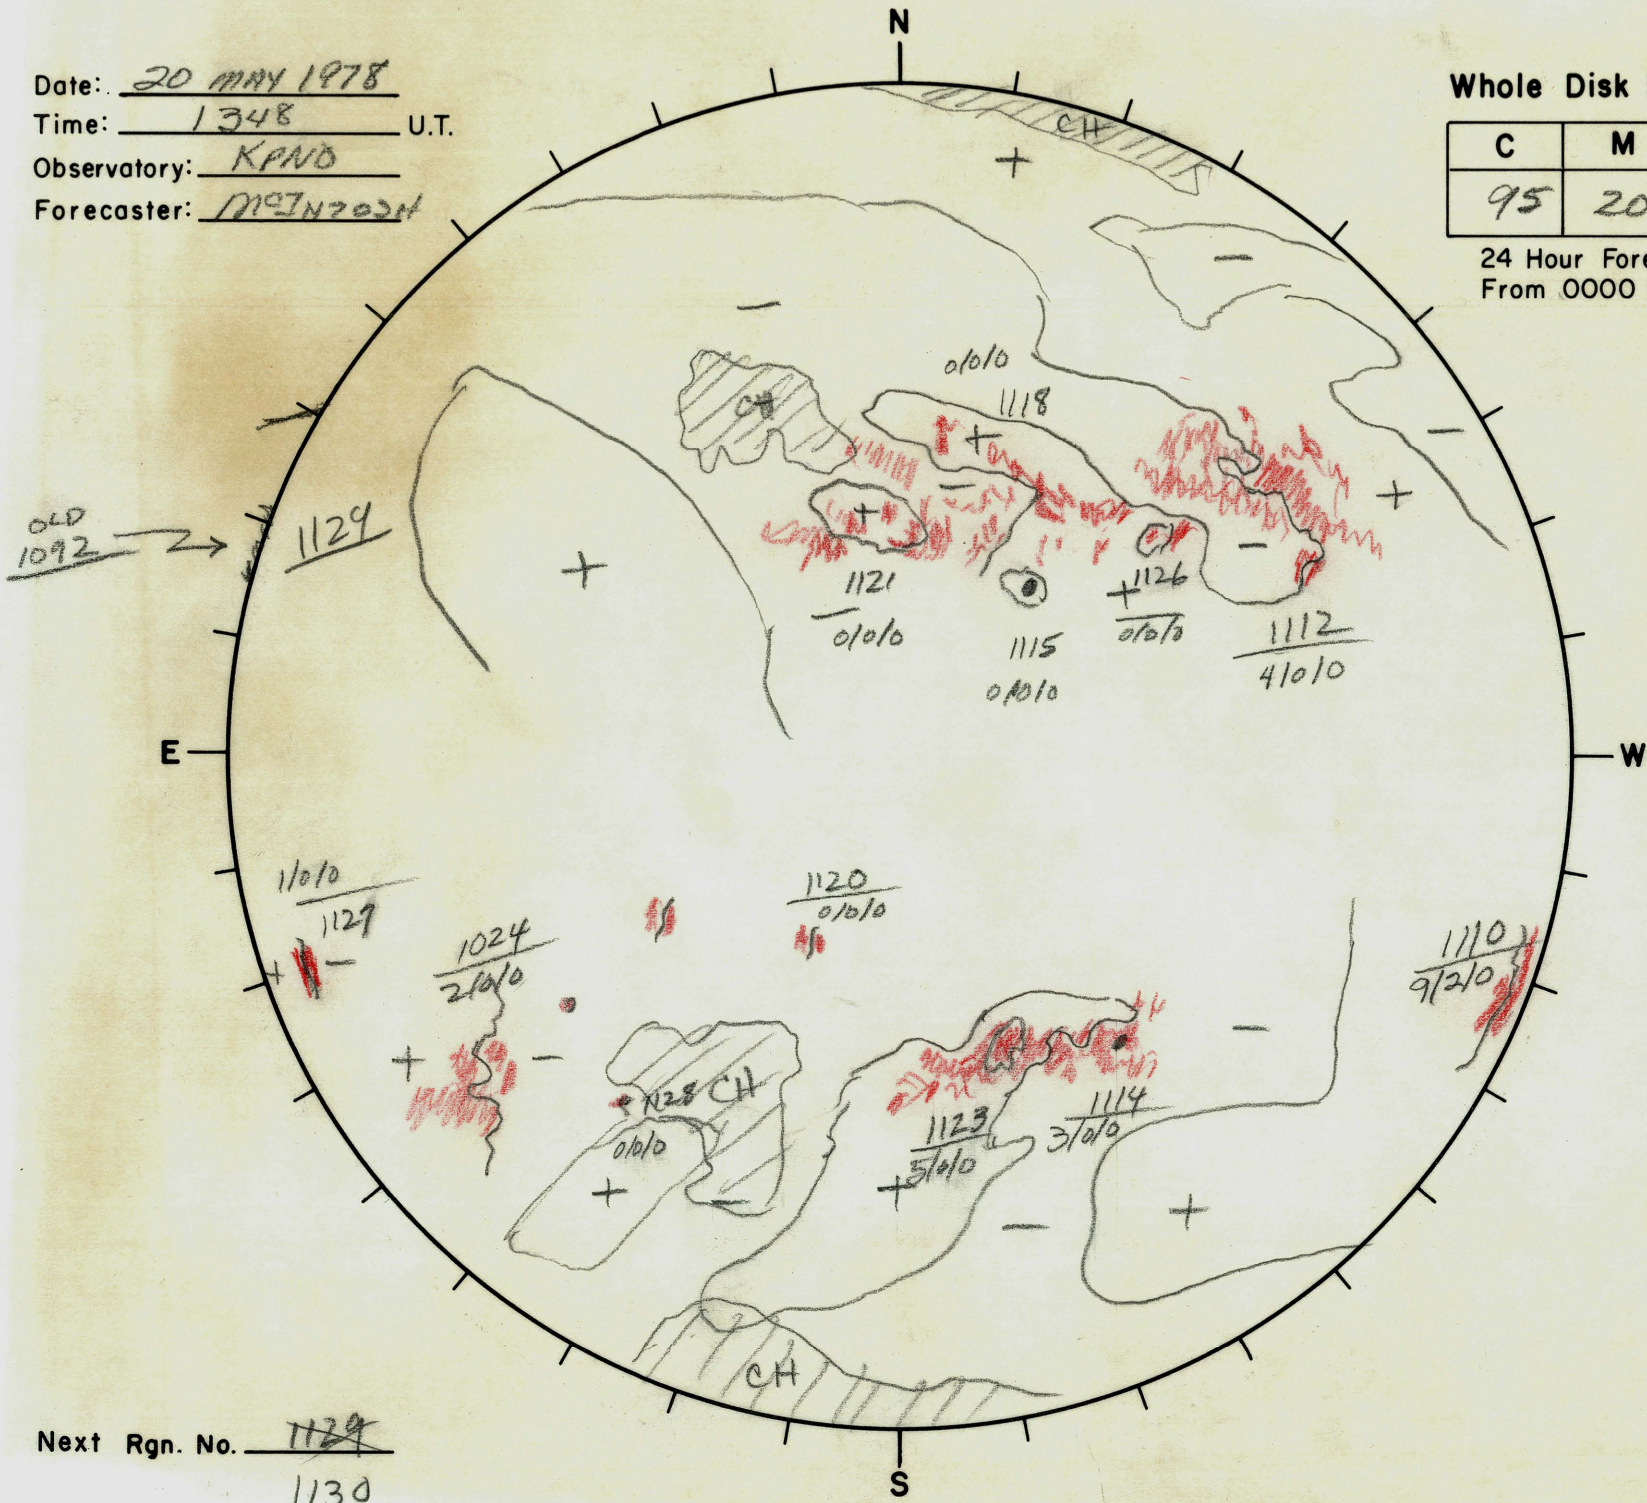 N
Date: 20 MAY 1978
Time: 1348 U.T.
Observatory: KPNO
Forecaster: McINTOSH
Whole Disk
C M
95 20
24 Hour Fore
From 0000
CH
+
−
−
CH
0/0/0
1118
+
−
−
+
+
OLD
1092
1129
+
−
1121
−
0/0/0
1115
0/0/0
+1126
0/0/0
1112
4/0/0
E
W
1/0/0
1127
+ −
1120
0/0/0
1024
2/0/0
1110
9/2/0
−
+ −
1128 CH
0/0/0
+
−
1123
5/0/0
+
1114
3/0/0
−
+
CH
Next Rgn. No. 1129
1130
S